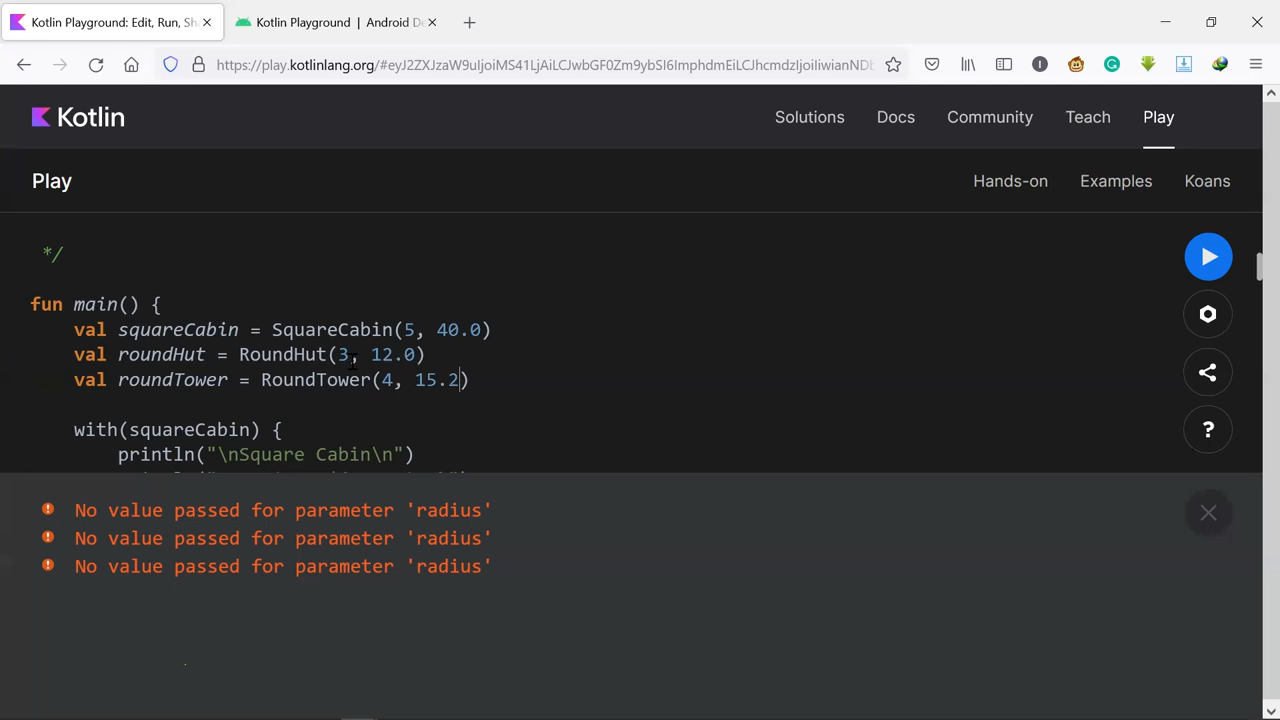 Kotlin Playground: Edit, Run, Sh
Kotlin Playground | Android De
https://play.kotlinlang.org/#eyJ2ZXJzaW9uIjoiMS41LjAiLCJwbGF0Zm9ybSI6ImphdmEiLCJhcmdzIjoiIiwianNDb
Kotlin
Solutions Docs Community Teach Play
Play
Hands-on Examples Koans
*/
fun main() {
val squareCabin = SquareCabin(5, 40.0)
val roundHut = RoundHut(3, 12.0)
val roundTower = RoundTower(4, 15.2)
with(squareCabin) {
println("\nSquare Cabin\n")
No value passed for parameter 'radius'
No value passed for parameter 'radius'
No value passed for parameter 'radius'